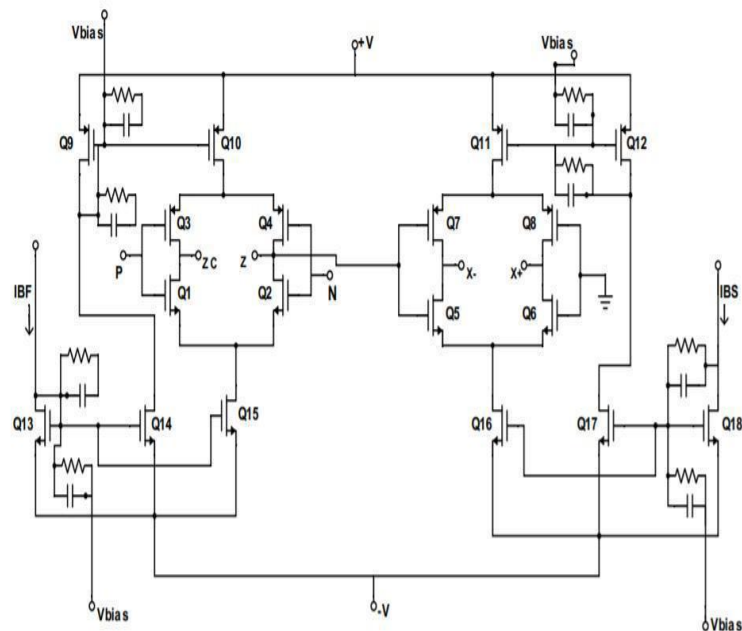 Vbias
+V
Vbias
Q9
Q10
Q11
Q12
Q3
Q4
Q7
Q8
P
ZC
Z
N
X-
X+
Q1
Q2
Q5
Q6
IBF
IBS
Q13
Q14
Q15
Q16
Q17
Q18
Vbias
-V
Vbias